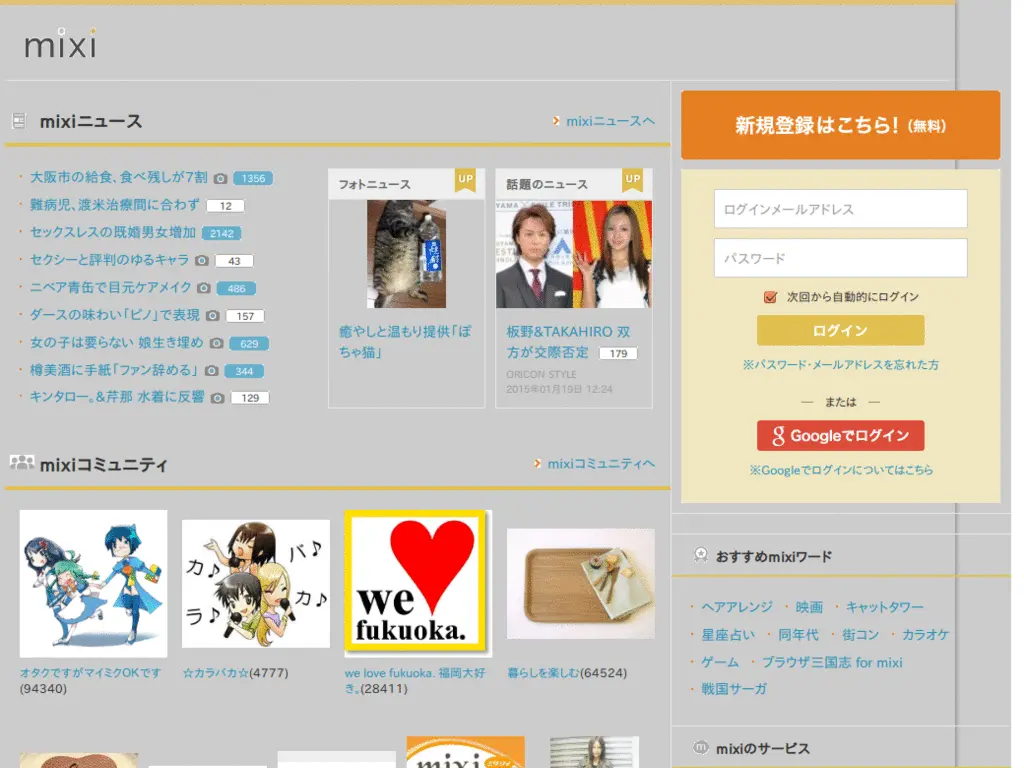 mixi
mixiニュース
mixiニュースへ
大阪市の給食、食べ残しが7割 1356
難病児、渡米治療間に合わず 12
セックスレスの既婚男女増加 2142
セクシーと評判のゆるキャラ 43
ニベア青缶で目元ケアメイク 486
ダースの味わい「ピノ」で表現 157
女の子は要らない 娘生き埋め 629
樽美酒に手紙「ファン辞める」 344
キンタロー。&芹那 水着に反響 129
フォトニュース UP
癒やしと温もり提供「ぽ
ちゃ猫」
話題のニュース UP
板野&TAKAHIRO 双
方が交際否定 179
ORICON STYLE
2015年01月19日 12:24
新規登録はこちら!(無料)
ログインメールアドレス
パスワード
次回から自動的にログイン
ログイン
※パスワード・メールアドレスを忘れた方
― または ―
Googleでログイン
※Googleでログインについてはこちら
mixiコミュニティ
mixiコミュニティへ
カ♪
ラ♪
バ♪
カ♪
we
fukuoka.
オタクですがマイミクOKです
(94340)
☆カラバカ☆(4777)
we love fukuoka. 福岡大好
き。(28411)
暮らしを楽しむ(64524)
mixi
おすすめmixiワード
ヘアアレンジ ・ 映画 ・ キャットタワー
星座占い ・ 同年代 ・ 街コン ・ カラオケ
ゲーム ・ ブラウザ三国志 for mixi
戦国サーガ
mixiのサービス